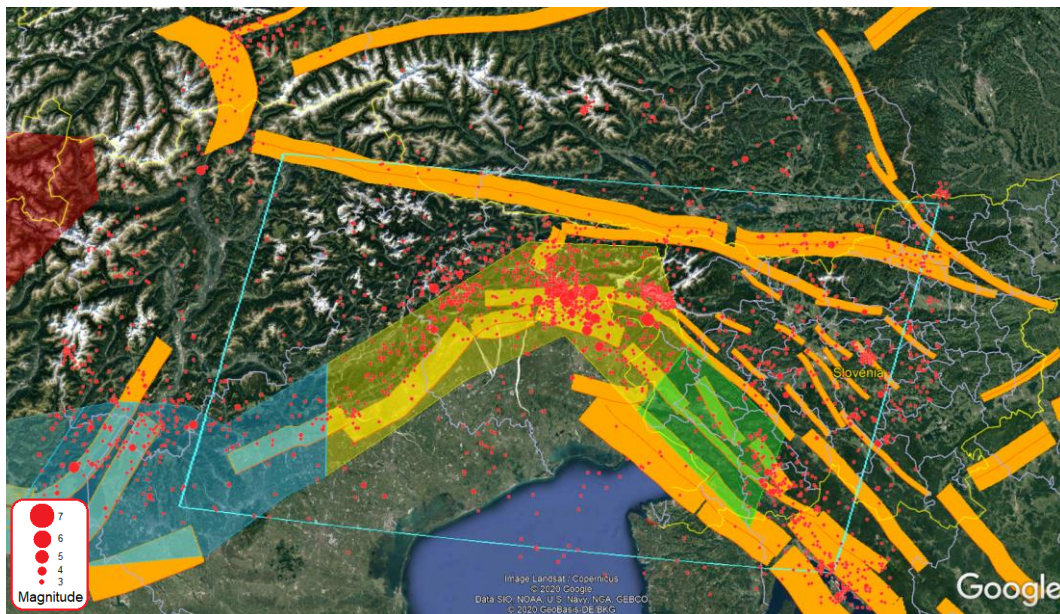 Slovenia
7
6
5
4
3
Magnitude
Image Landsat / Copernicus
© 2020 Google
Data SIO, NOAA, U.S. Navy, NGA, GEBCO
© 2020 GeoBasis-DE/BKG
Google